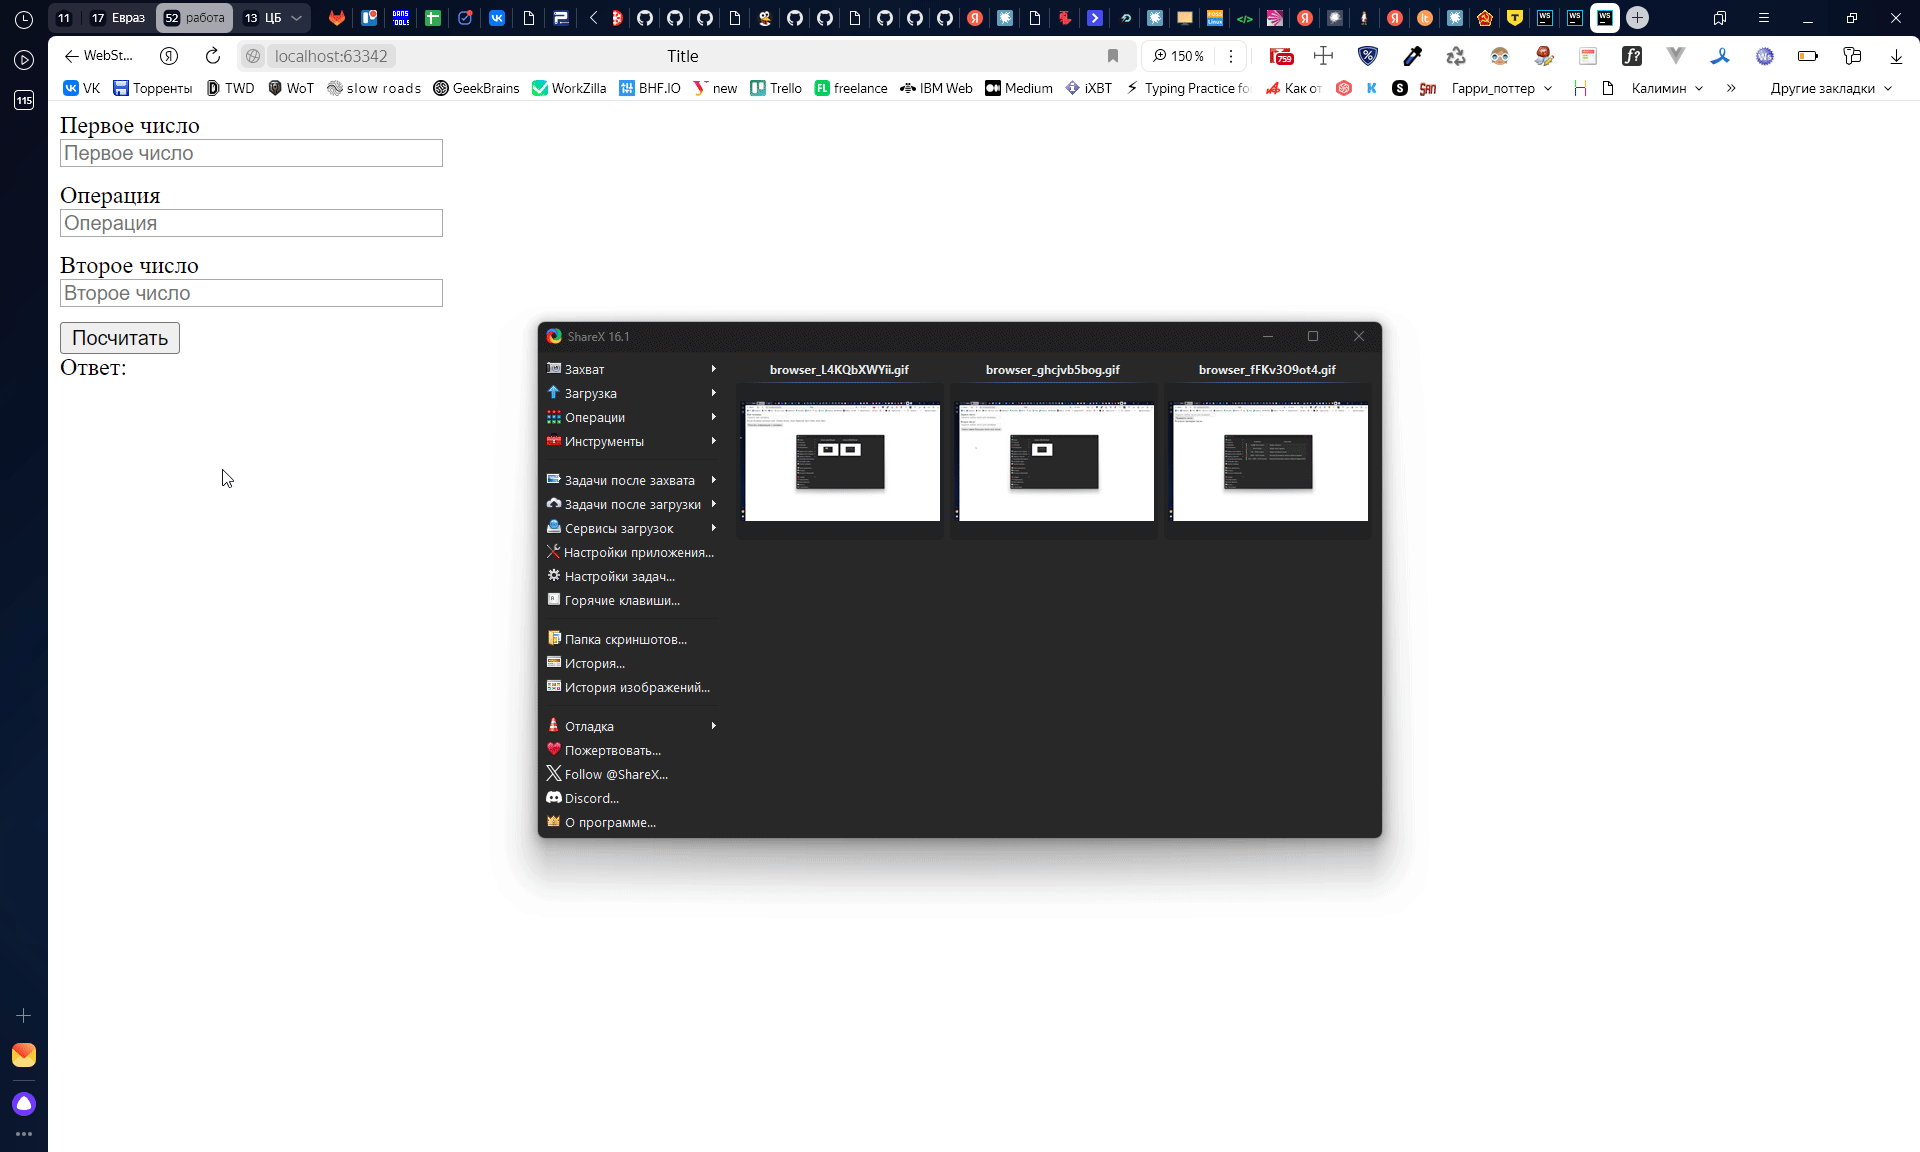 11
17 Евраз
52 работа
13 ЦБ
WebSt...
localhost:63342
Title
150 %
759
115
VK
Торренты
TWD
WoT
slow roads
GeekBrains
WorkZilla
BHF.IO
new
Trello
freelance
IBM Web
Medium
iXBT
Typing Practice fo
Как от
Гарри_поттер
Калимин
»
Другие закладки
Первое число
Первое число
Операция
Операция
Второе число
Второе число
Посчитать
Ответ:
ShareX 16.1
Захват
Загрузка
Операции
Инструменты
Задачи после захвата
Задачи после загрузки
Сервисы загрузок
Настройки приложения...
Настройки задач...
Горячие клавиши...
Папка скриншотов...
История...
История изображений...
Отладка
Пожертвовать...
Follow @ShareX...
Discord...
О программе...
browser_L4KQbXWYii.gif
browser_ghcjvb5bog.gif
browser_fFKv3O9ot4.gif